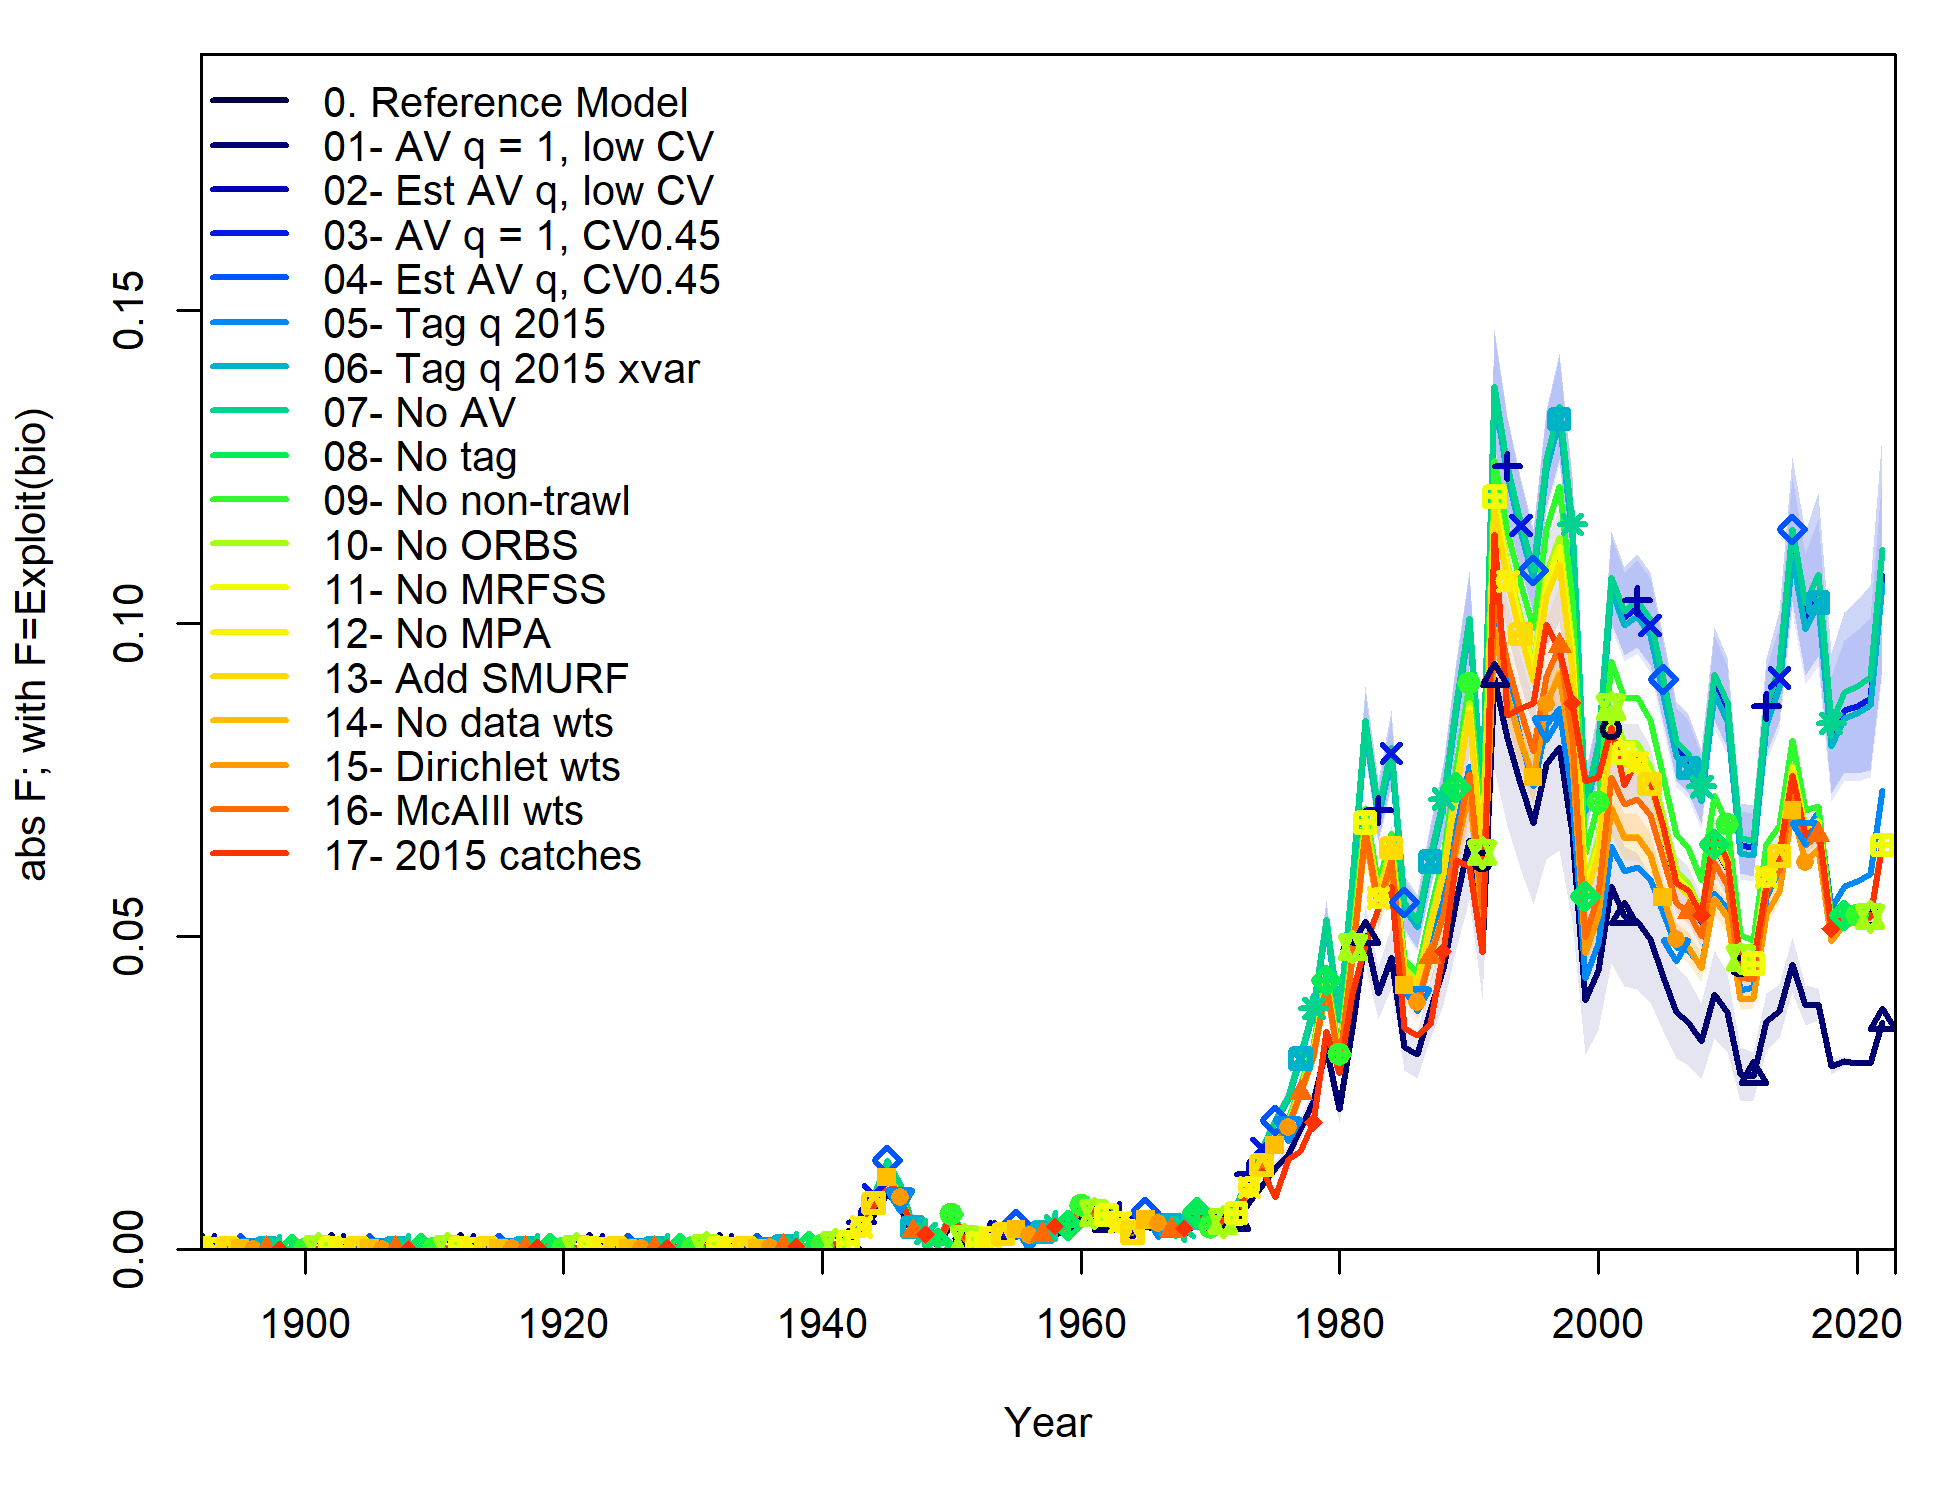 0. Reference Model
01- AV q = 1, low CV
02- Est AV q, low CV
03- AV q = 1, CV0.45
04- Est AV q, CV0.45
05- Tag q 2015
06- Tag q 2015 xvar
07- No AV
08- No tag
09- No non-trawl
10- No ORBS
11- No MRFSS
12- No MPA
13- Add SMURF
14- No data wts
15- Dirichlet wts
16- McAllI wts
17- 2015 catches
abs F; with F=Exploit(bio)
0.15
0.10
0.05
0.00
1900 1920 1940 1960 1980 2000 2020
Year